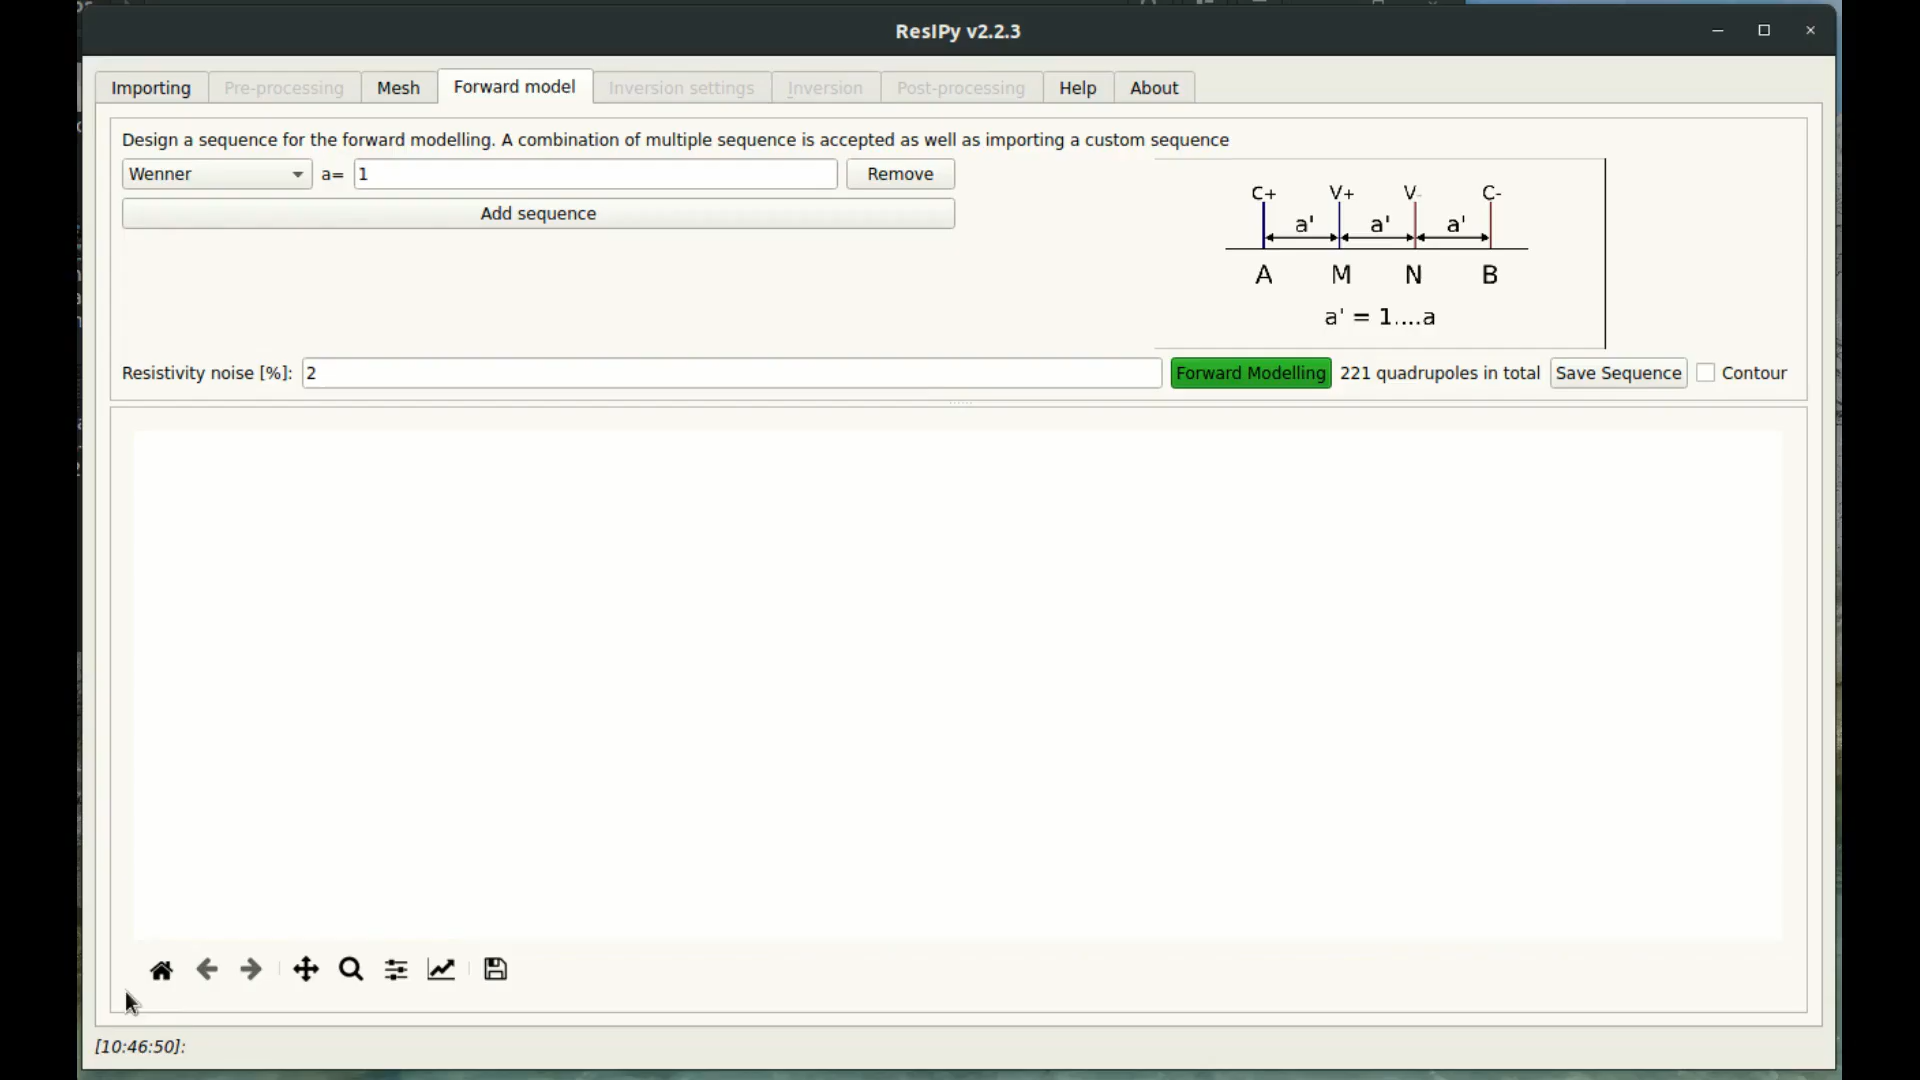 ResIPy v2.2.3
Importing Pre-processing Mesh Forward model Inversion settings Inversion Post-processing Help About
Design a sequence for the forward modelling. A combination of multiple sequence is accepted as well as importing a custom sequence
Wenner a= 1 Remove
Add sequence
C+ V+ V- C-
a' a' a'
A M N B
a' = 1....a
Resistivity noise [%]: 2 Forward Modelling 221 quadrupoles in total Save Sequence Contour
[10:46:50]: